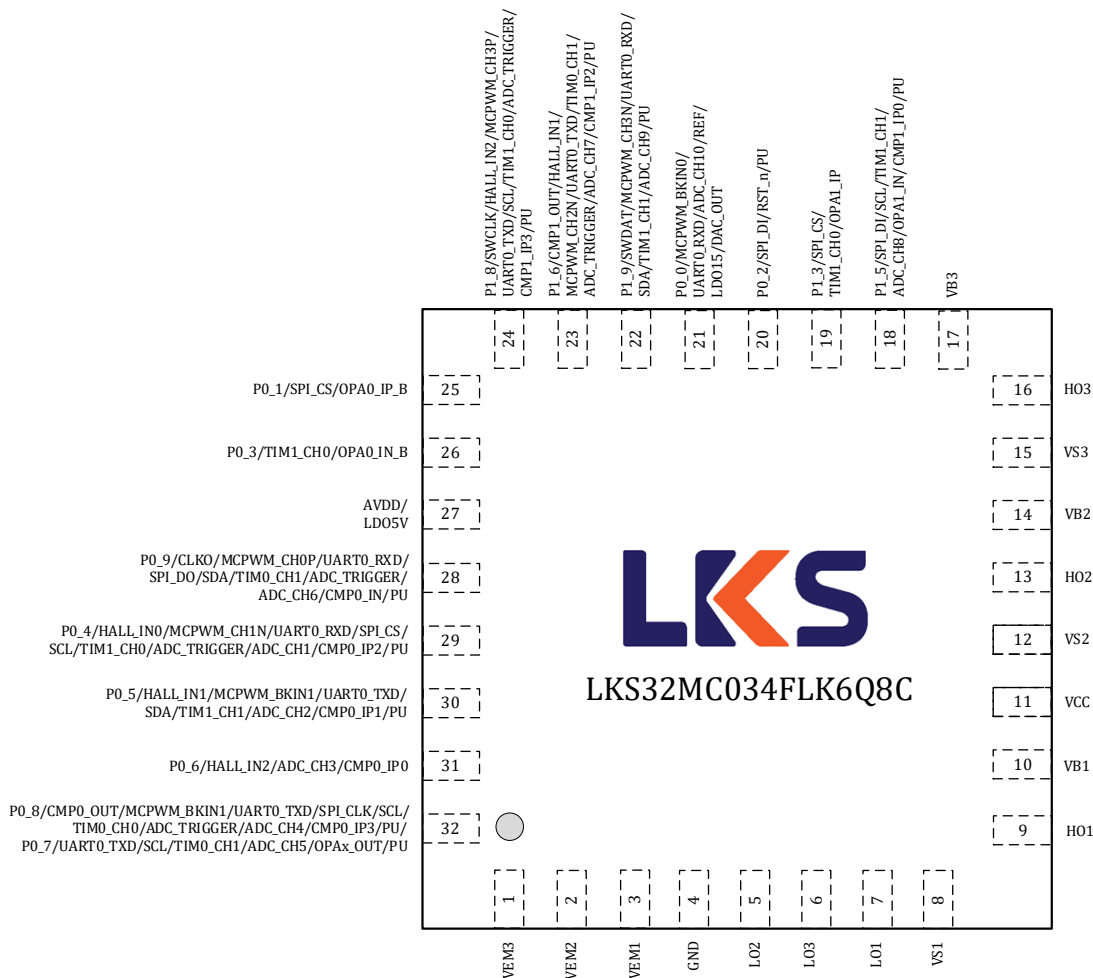 P1_8/SWCLK/HALL_IN2/MCPWM_CH3P/
UART0_TXD/SCL/TIM1_CH0/ADC_TRIGGER/
CMP1_IP3/PU
P1_6/CMP1_OUT/HALL_IN1/
MCPWM_CH2N/UART0_TXD/TIM0_CH1/
ADC_TRIGGER/ADC_CH7/CMP1_IP2/PU
P1_9/SWDAT/MCPWM_CH3N/UART0_RXD/
SDA/TIM1_CH1/ADC_CH9/PU
P0_0/MCPWM_BKIN0/
UART0_RXD/ADC_CH10/REF/
LDO15/DAC_OUT
P0_2/SPI_DI/RST_n/PU
P1_3/SPI_CS/
TIM1_CH0/OPA1_IP
P1_5/SPI_DI/SCL/TIM1_CH1/
ADC_CH8/OPA1_IN/CMP1_IP0/PU
VB3
24
23
22
21
20
19
18
17
P0_1/SPI_CS/OPA0_IP_B
25
16
HO3
P0_3/TIM1_CH0/OPA0_IN_B
26
15
VS3
AVDD/
LDO5V
27
14
VB2
P0_9/CLKO/MCPWM_CH0P/UART0_RXD/
SPI_DO/SDA/TIM0_CH1/ADC_TRIGGER/
ADC_CH6/CMP0_IN/PU
28
13
HO2
P0_4/HALL_IN0/MCPWM_CH1N/UART0_RXD/SPI_CS/
SCL/TIM1_CH0/ADC_TRIGGER/ADC_CH1/CMP0_IP2/PU
29
LKS
12
VS2
LKS32MC034FLK6Q8C
P0_5/HALL_IN1/MCPWM_BKIN1/UART0_TXD/
SDA/TIM1_CH1/ADC_CH2/CMP0_IP1/PU
30
11
VCC
P0_6/HALL_IN2/ADC_CH3/CMP0_IP0
31
10
VB1
P0_8/CMP0_OUT/MCPWM_BKIN1/UART0_TXD/SPI_CLK/SCL/
TIM0_CH0/ADC_TRIGGER/ADC_CH4/CMP0_IP3/PU/
P0_7/UART0_TXD/SCL/TIM0_CH1/ADC_CH5/OPAx_OUT/PU
32
9
HO1
1
2
3
4
5
6
7
8
VEM3
VEM2
VEM1
GND
LO2
LO3
LO1
VS1